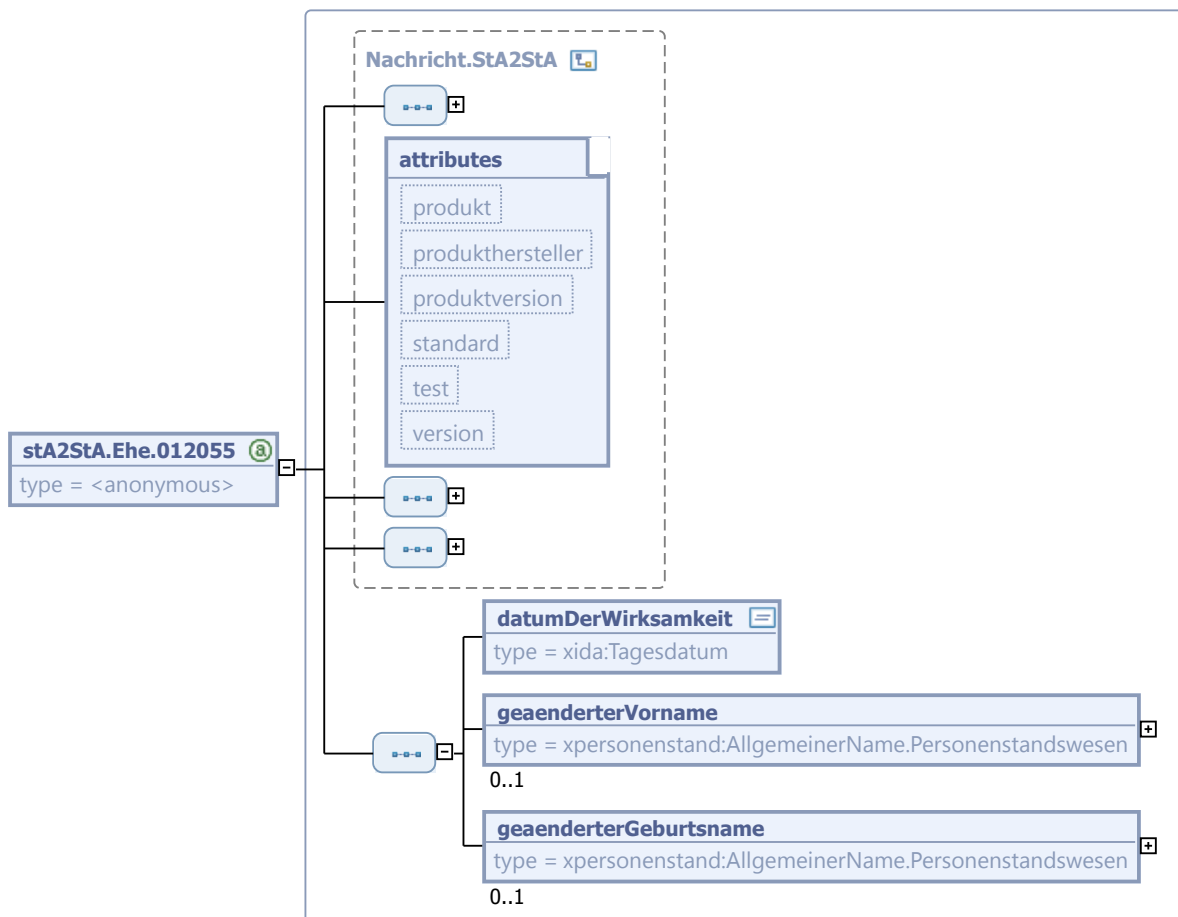 Nachricht.StA2StA
attributes
produkt
produkthersteller
produktversion
standard
test
version
stA2StA.Ehe.012055 a
type = <anonymous>
datumDerWirksamkeit
type = xida:Tagesdatum
geaenderterVorname
type = xpersonenstand:AllgemeinerName.Personenstandswesen
0..1
geaenderterGeburtsname
type = xpersonenstand:AllgemeinerName.Personenstandswesen
0..1